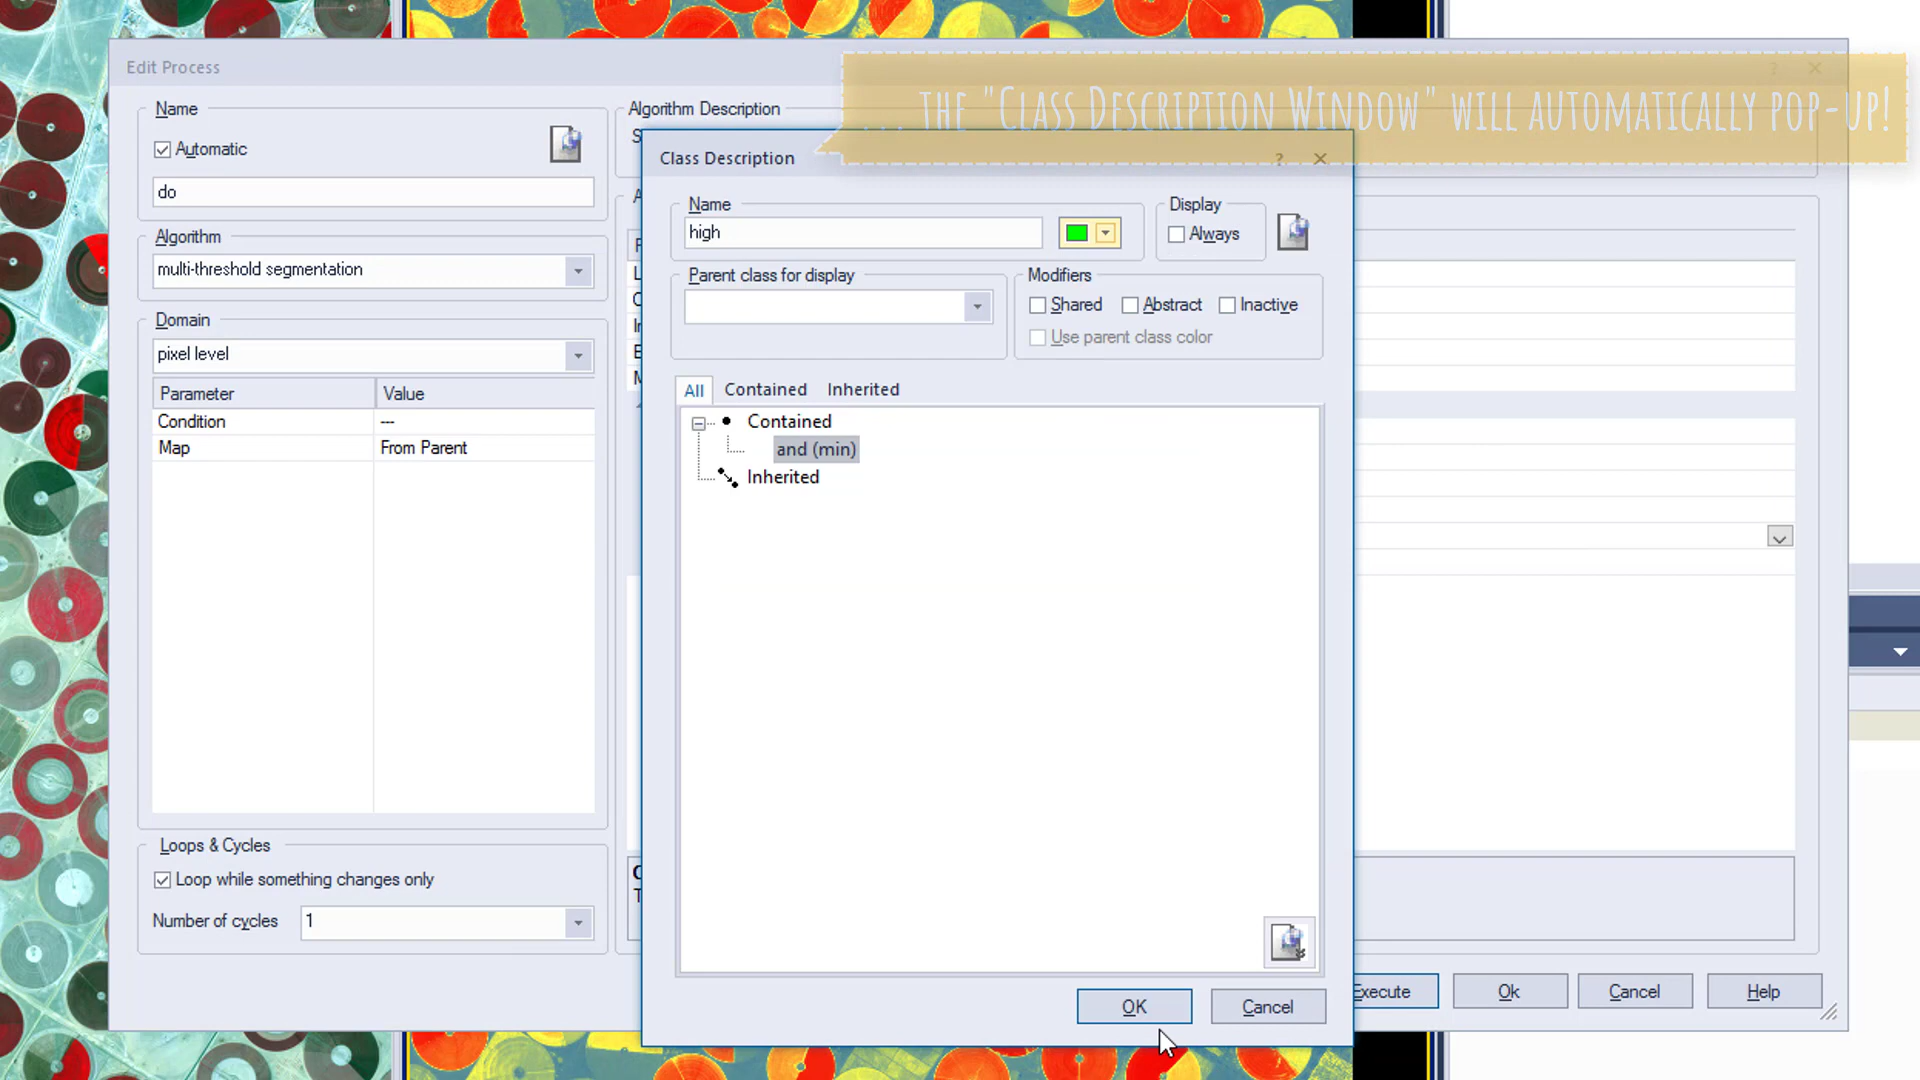 ... the "Class Description Window" will automatically pop-up!
Edit Process
? ×
Name
Automatic
do
Algorithm
multi-threshold segmentation
Domain
pixel level
Parameter Value
Condition ---
Map From Parent
Loops & Cycles
Loop while something changes only
Number of cycles 1
Algorithm Description
Class Description
? ×
Name
high
Display
Always
Parent class for display
Modifiers
Shared Abstract Inactive
Use parent class color
All Contained Inherited
Contained
and (min)
Inherited
OK Cancel
Execute Ok Cancel Help